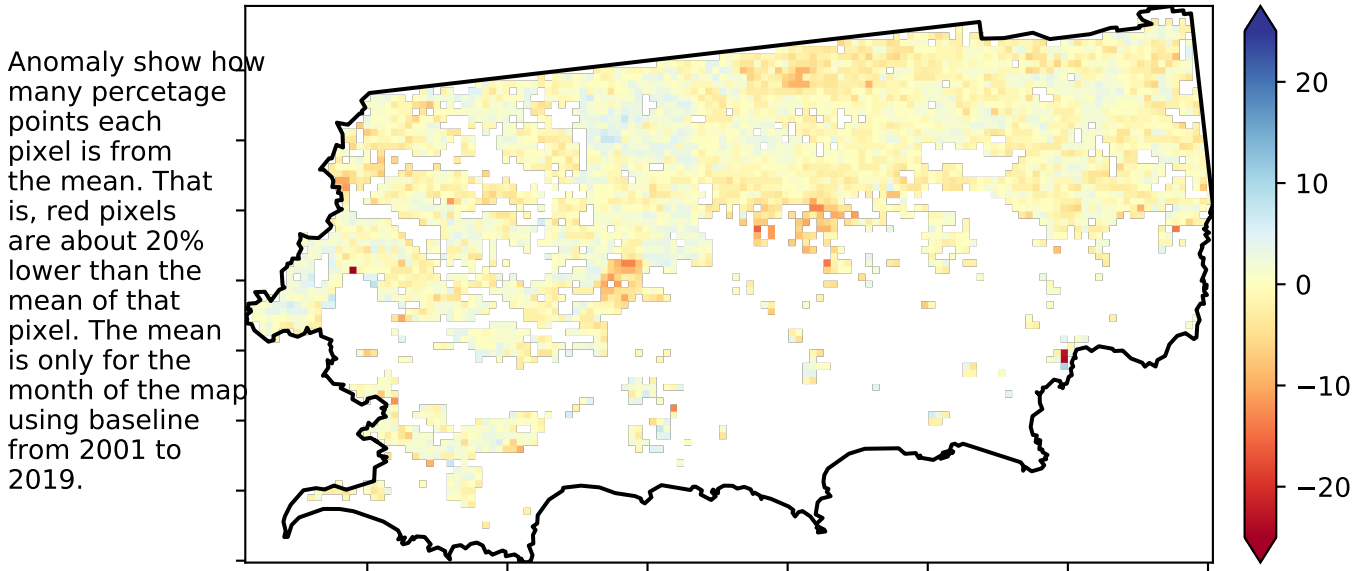 Anomaly show how
many percetage
points each
pixel is from
the mean. That
is, red pixels
are about 20%
lower than the
mean of that
pixel. The mean
is only for the
month of the map
using baseline
from 2001 to
2019.
20
10
0
−10
−20